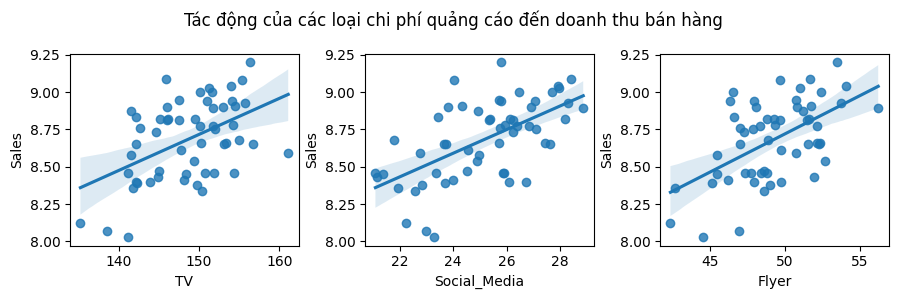 Tác động của các loại chi phí quảng cáo đến doanh thu bán hàng
9.25
9.00
8.75
8.50
8.25
8.00
Sales
140 150 160
TV
9.25
9.00
8.75
8.50
8.25
8.00
Sales
22 24 26 28
Social_Media
9.25
9.00
8.75
8.50
8.25
8.00
Sales
45 50 55
Flyer